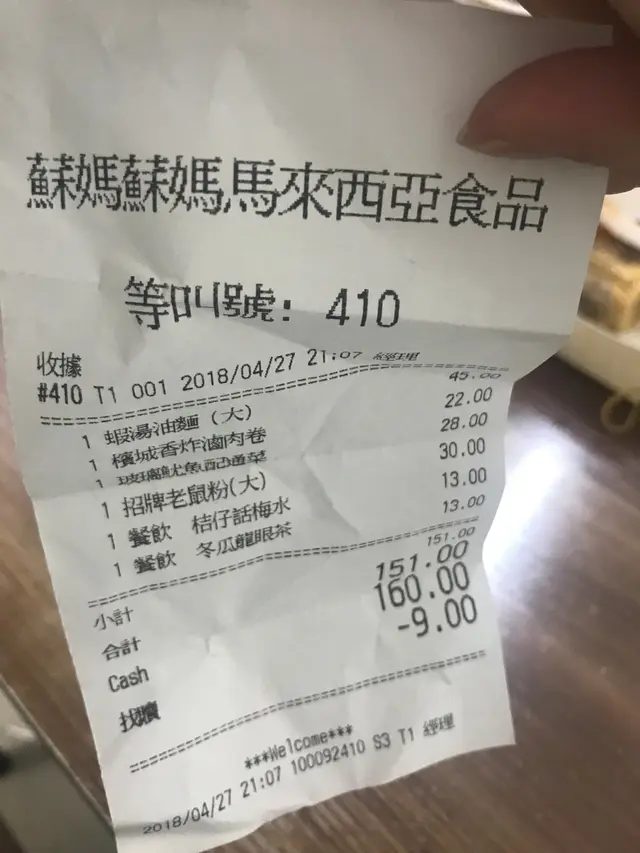 蘇媽蘇媽馬來西亞食品
等叫號: 410
收據
#410 T1 001 2018/04/27 21:07 經理
1 蝦湯油麵 (大) 45.00
1 檳城香炸滷肉卷 22.00
1 玻璃魷魚配通菜 28.00
1 招牌老鼠粉(大) 30.00
1 餐飲 桔仔話梅水 13.00
1 餐飲 冬瓜龍眼茶 13.00
小計 151.00
合計 151.00
Cash 160.00
找贖 -9.00
***Welcome***
2018/04/27 21:07 100092410 S3 T1 經理